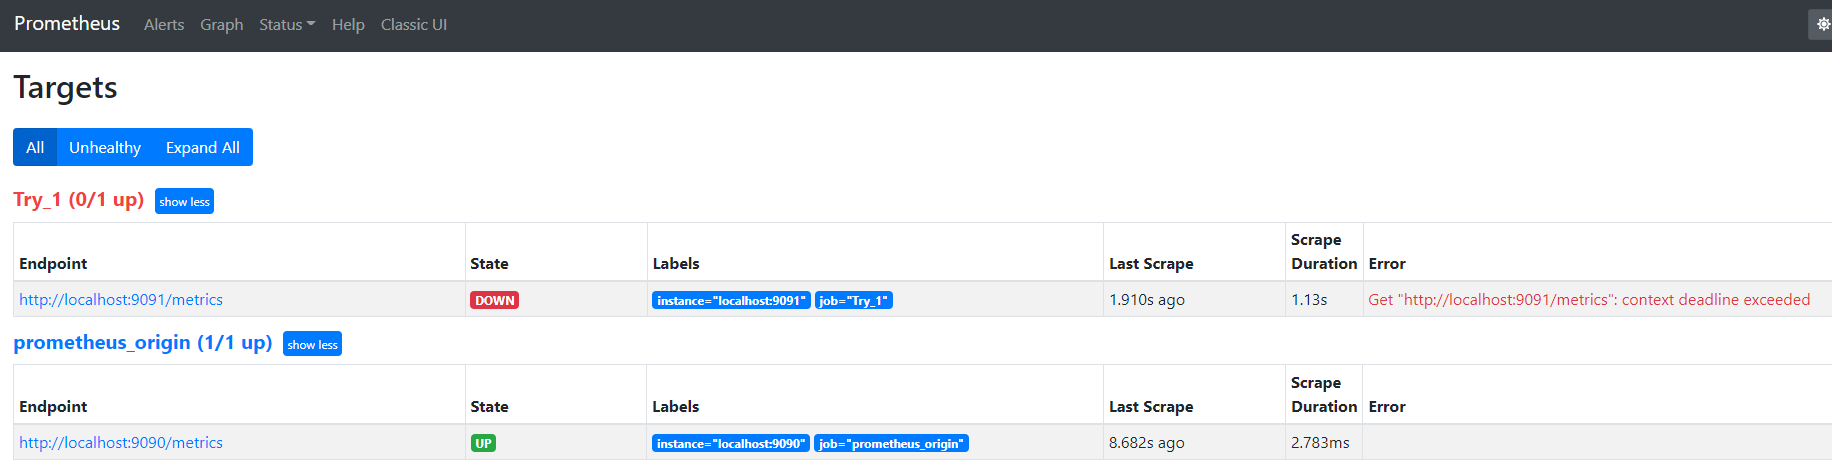 Prometheus Alerts Graph Status Help Classic UI
Targets
All Unhealthy Expand All
Try_1 (0/1 up) show less
Endpoint State Labels Last Scrape Scrape Duration Error
http://localhost:9091/metrics DOWN instance="localhost:9091" job="Try_1" 1.910s ago 1.13s Get "http://localhost:9091/metrics": context deadline exceeded
prometheus_origin (1/1 up) show less
Endpoint State Labels Last Scrape Scrape Duration Error
http://localhost:9090/metrics UP instance="localhost:9090" job="prometheus_origin" 8.682s ago 2.783ms